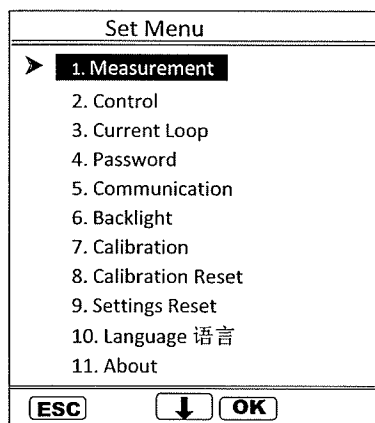 Set Menu
1. Measurement
2. Control
3. Current Loop
4. Password
5. Communication
6. Backlight
7. Calibration
8. Calibration Reset
9. Settings Reset
10. Language 语言
11. About
ESC ↓ OK